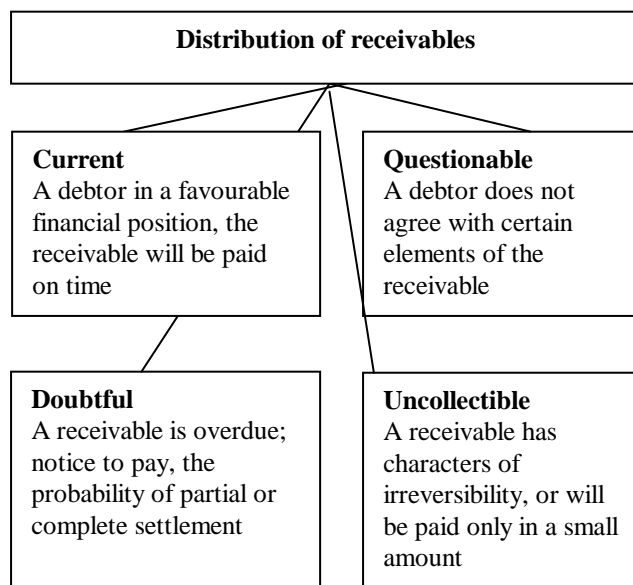 Distribution of receivables
Current
A debtor in a favourable
financial position, the
receivable will be paid
on time
Questionable
A debtor does not
agree with certain
elements of the
receivable
Doubtful
A receivable is overdue;
notice to pay, the
probability of partial or
complete settlement
Uncollectible
A receivable has
characters of
irreversibility, or will
be paid only in a small
amount